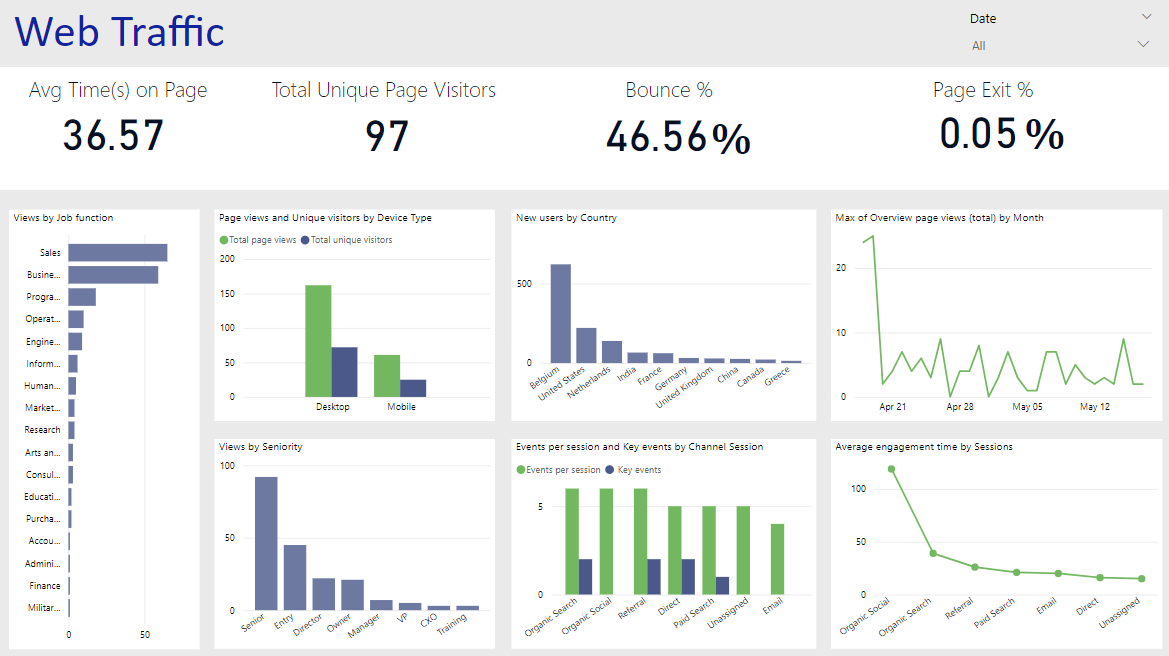 Web Traffic
Date
All
Avg Time(s) on Page
36.57
Total Unique Page Visitors
97
Bounce %
46.56%
Page Exit %
0.05%
Views by Job function
Sales
Busine...
Progra...
Operat...
Engine...
Inform...
Human...
Market...
Research
Arts an...
Consul...
Educati...
Purcha...
Accou...
Admini...
Finance
Militar...
0 50
Page views and Unique visitors by Device Type
Total page views Total unique visitors
200
150
100
50
0
Desktop Mobile
New users by Country
500
0
Belgium United States Netherlands India France Germany United Kingdom China Canada Greece
Max of Overview page views (total) by Month
20
10
0
Apr 21 Apr 28 May 05 May 12
Views by Seniority
100
50
0
Senior Entry Director Owner Manager VP CXO Training
Events per session and Key events by Channel Session
Events per session Key events
5
0
Organic Search Organic Social Referral Direct Paid Search Unassigned Email
Average engagement time by Sessions
100
50
0
Organic Social Organic Search Referral Paid Search Email Direct Unassigned